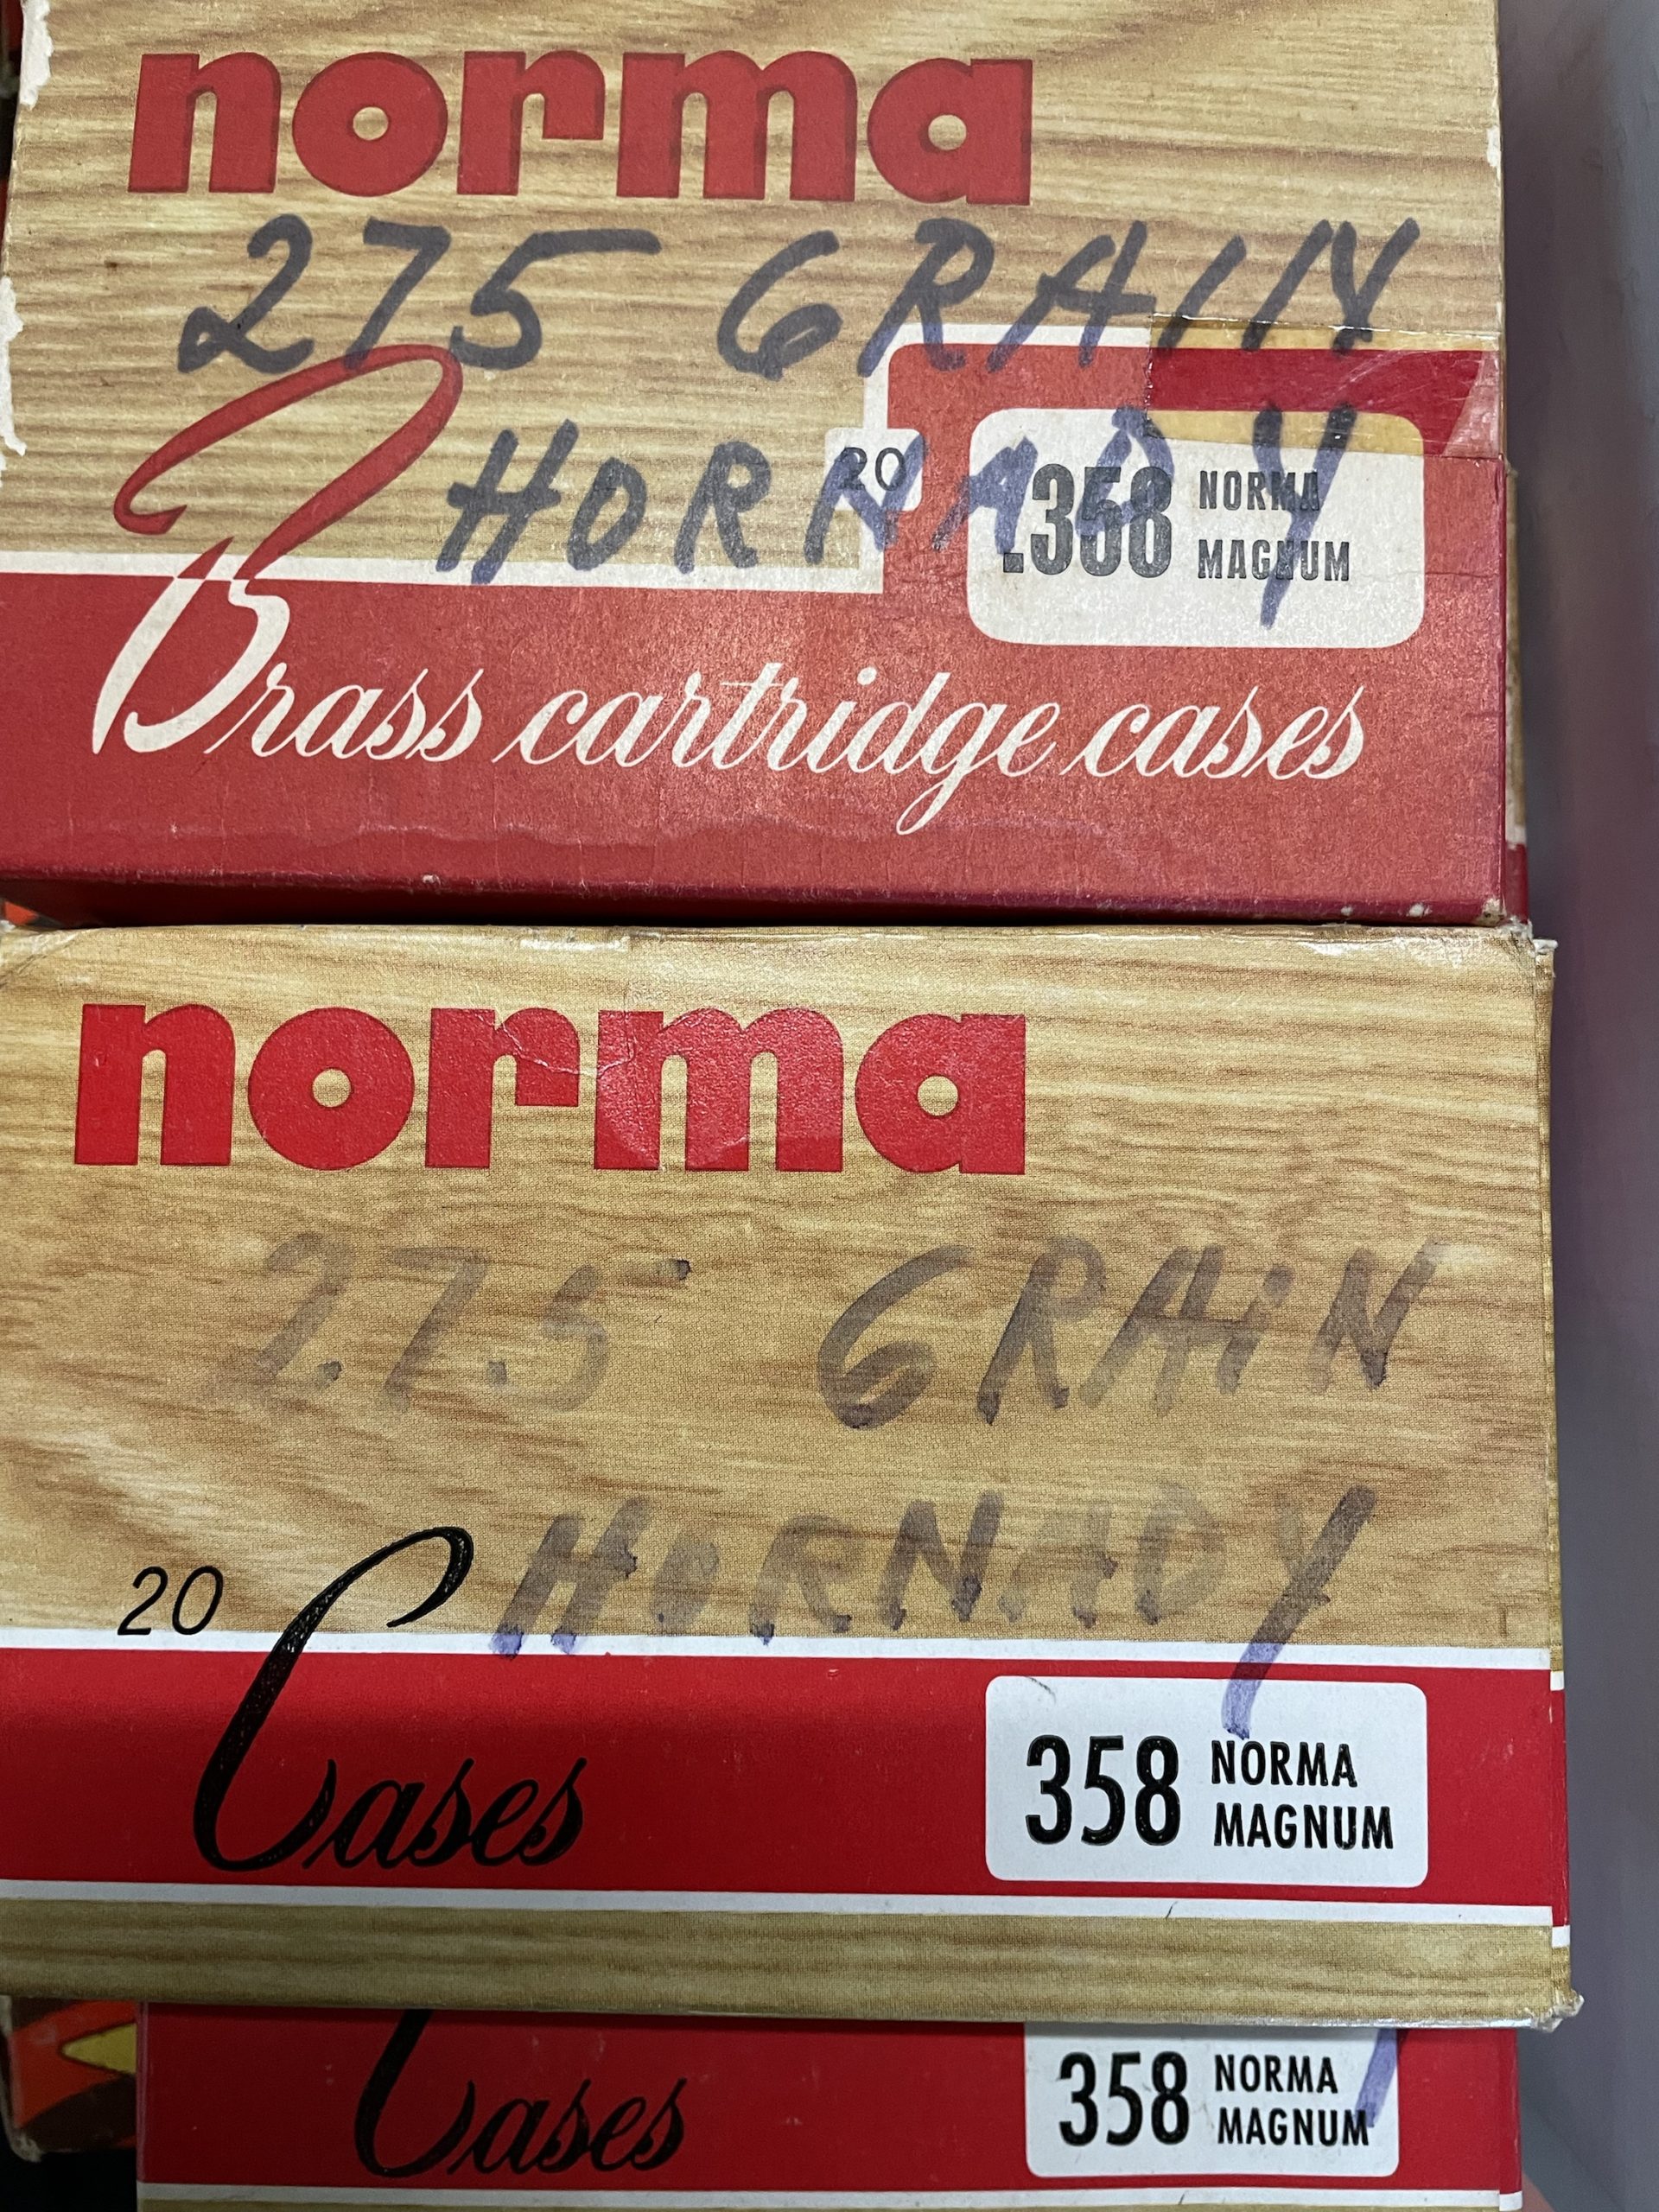 norma
275 GRAIN
HORNADY
20
.358 NORMA
MAGNUM
Brass cartridge cases
norma
275 GRAIN
HORNADY
20
Cases
358 NORMA
MAGNUM
Cases
358 NORMA
MAGNUM